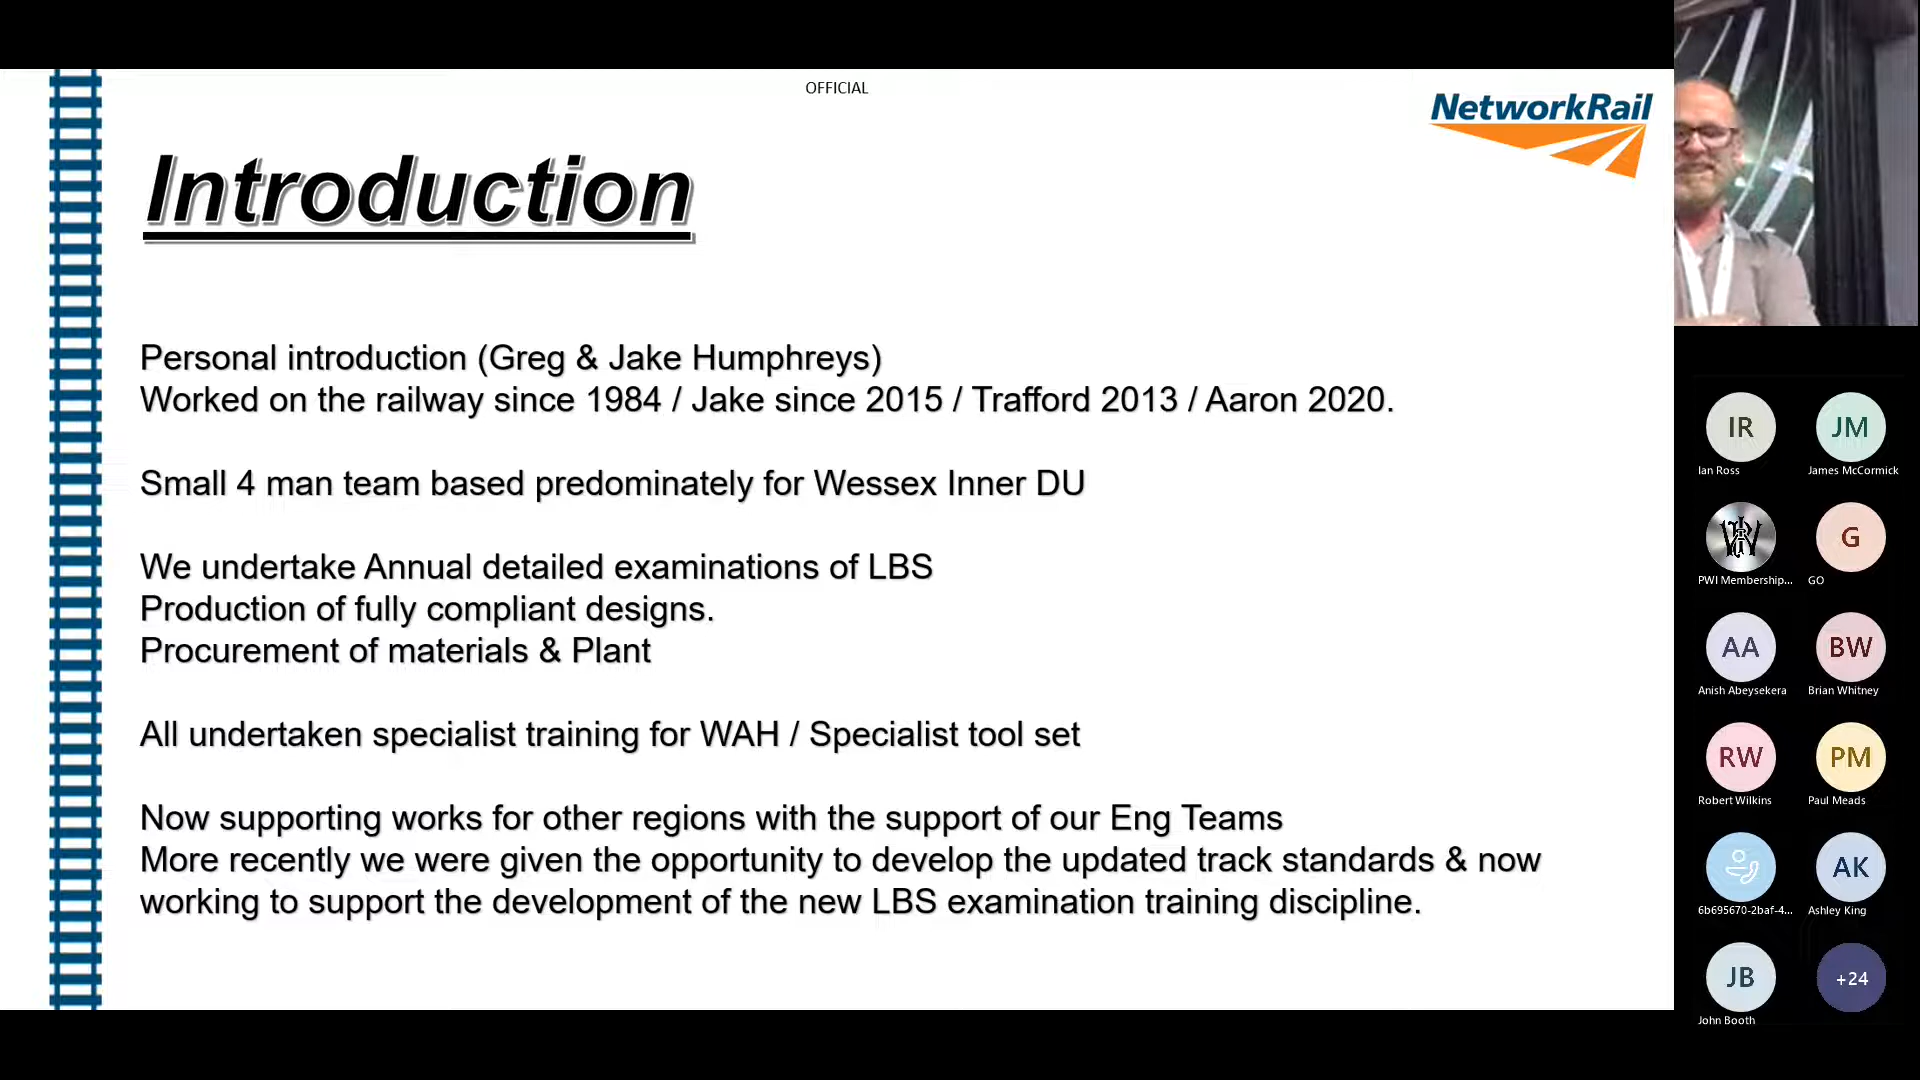 OFFICIAL
NetworkRail
Introduction
Personal introduction (Greg & Jake Humphreys)
Worked on the railway since 1984 / Jake since 2015 / Trafford 2013 / Aaron 2020.
Small 4 man team based predominately for Wessex Inner DU
We undertake Annual detailed examinations of LBS
Production of fully compliant designs.
Procurement of materials & Plant
All undertaken specialist training for WAH / Specialist tool set
Now supporting works for other regions with the support of our Eng Teams
More recently we were given the opportunity to develop the updated track standards & now
working to support the development of the new LBS examination training discipline.
IR
JM
Ian Ross
James McCormick
G
PWI Membership...
GO
AA
BW
Anish Abeysekera
Brian Whitney
RW
PM
Robert Wilkins
Paul Meads
AK
6b695670-2baf-4...
Ashley King
JB
+24
John Booth